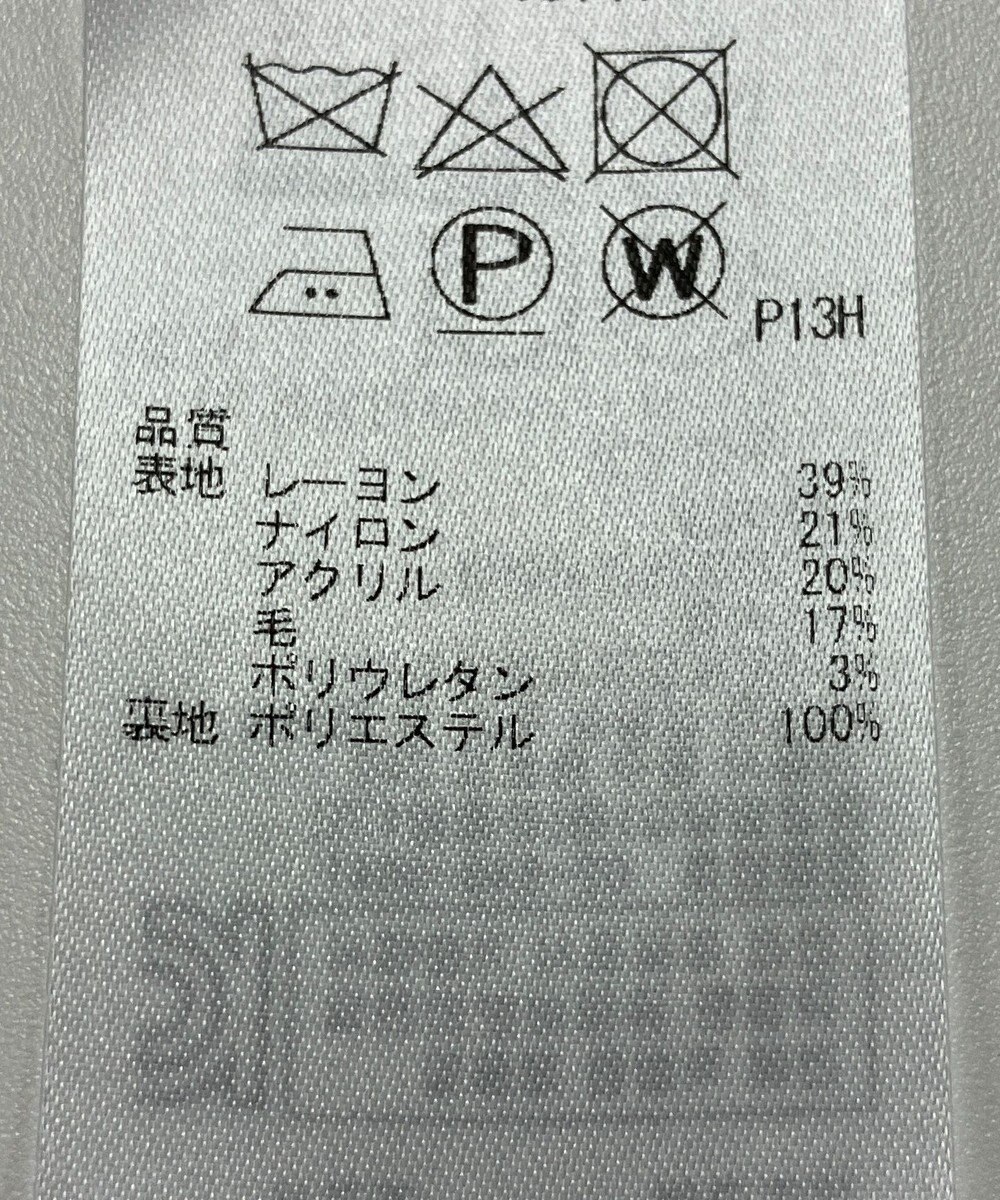 P
W
P13H
品質
表地 レーヨン 39%
ナイロン 21%
アクリル 20%
毛 17%
ポリウレタン 3%
裏地 ポリエステル 100%